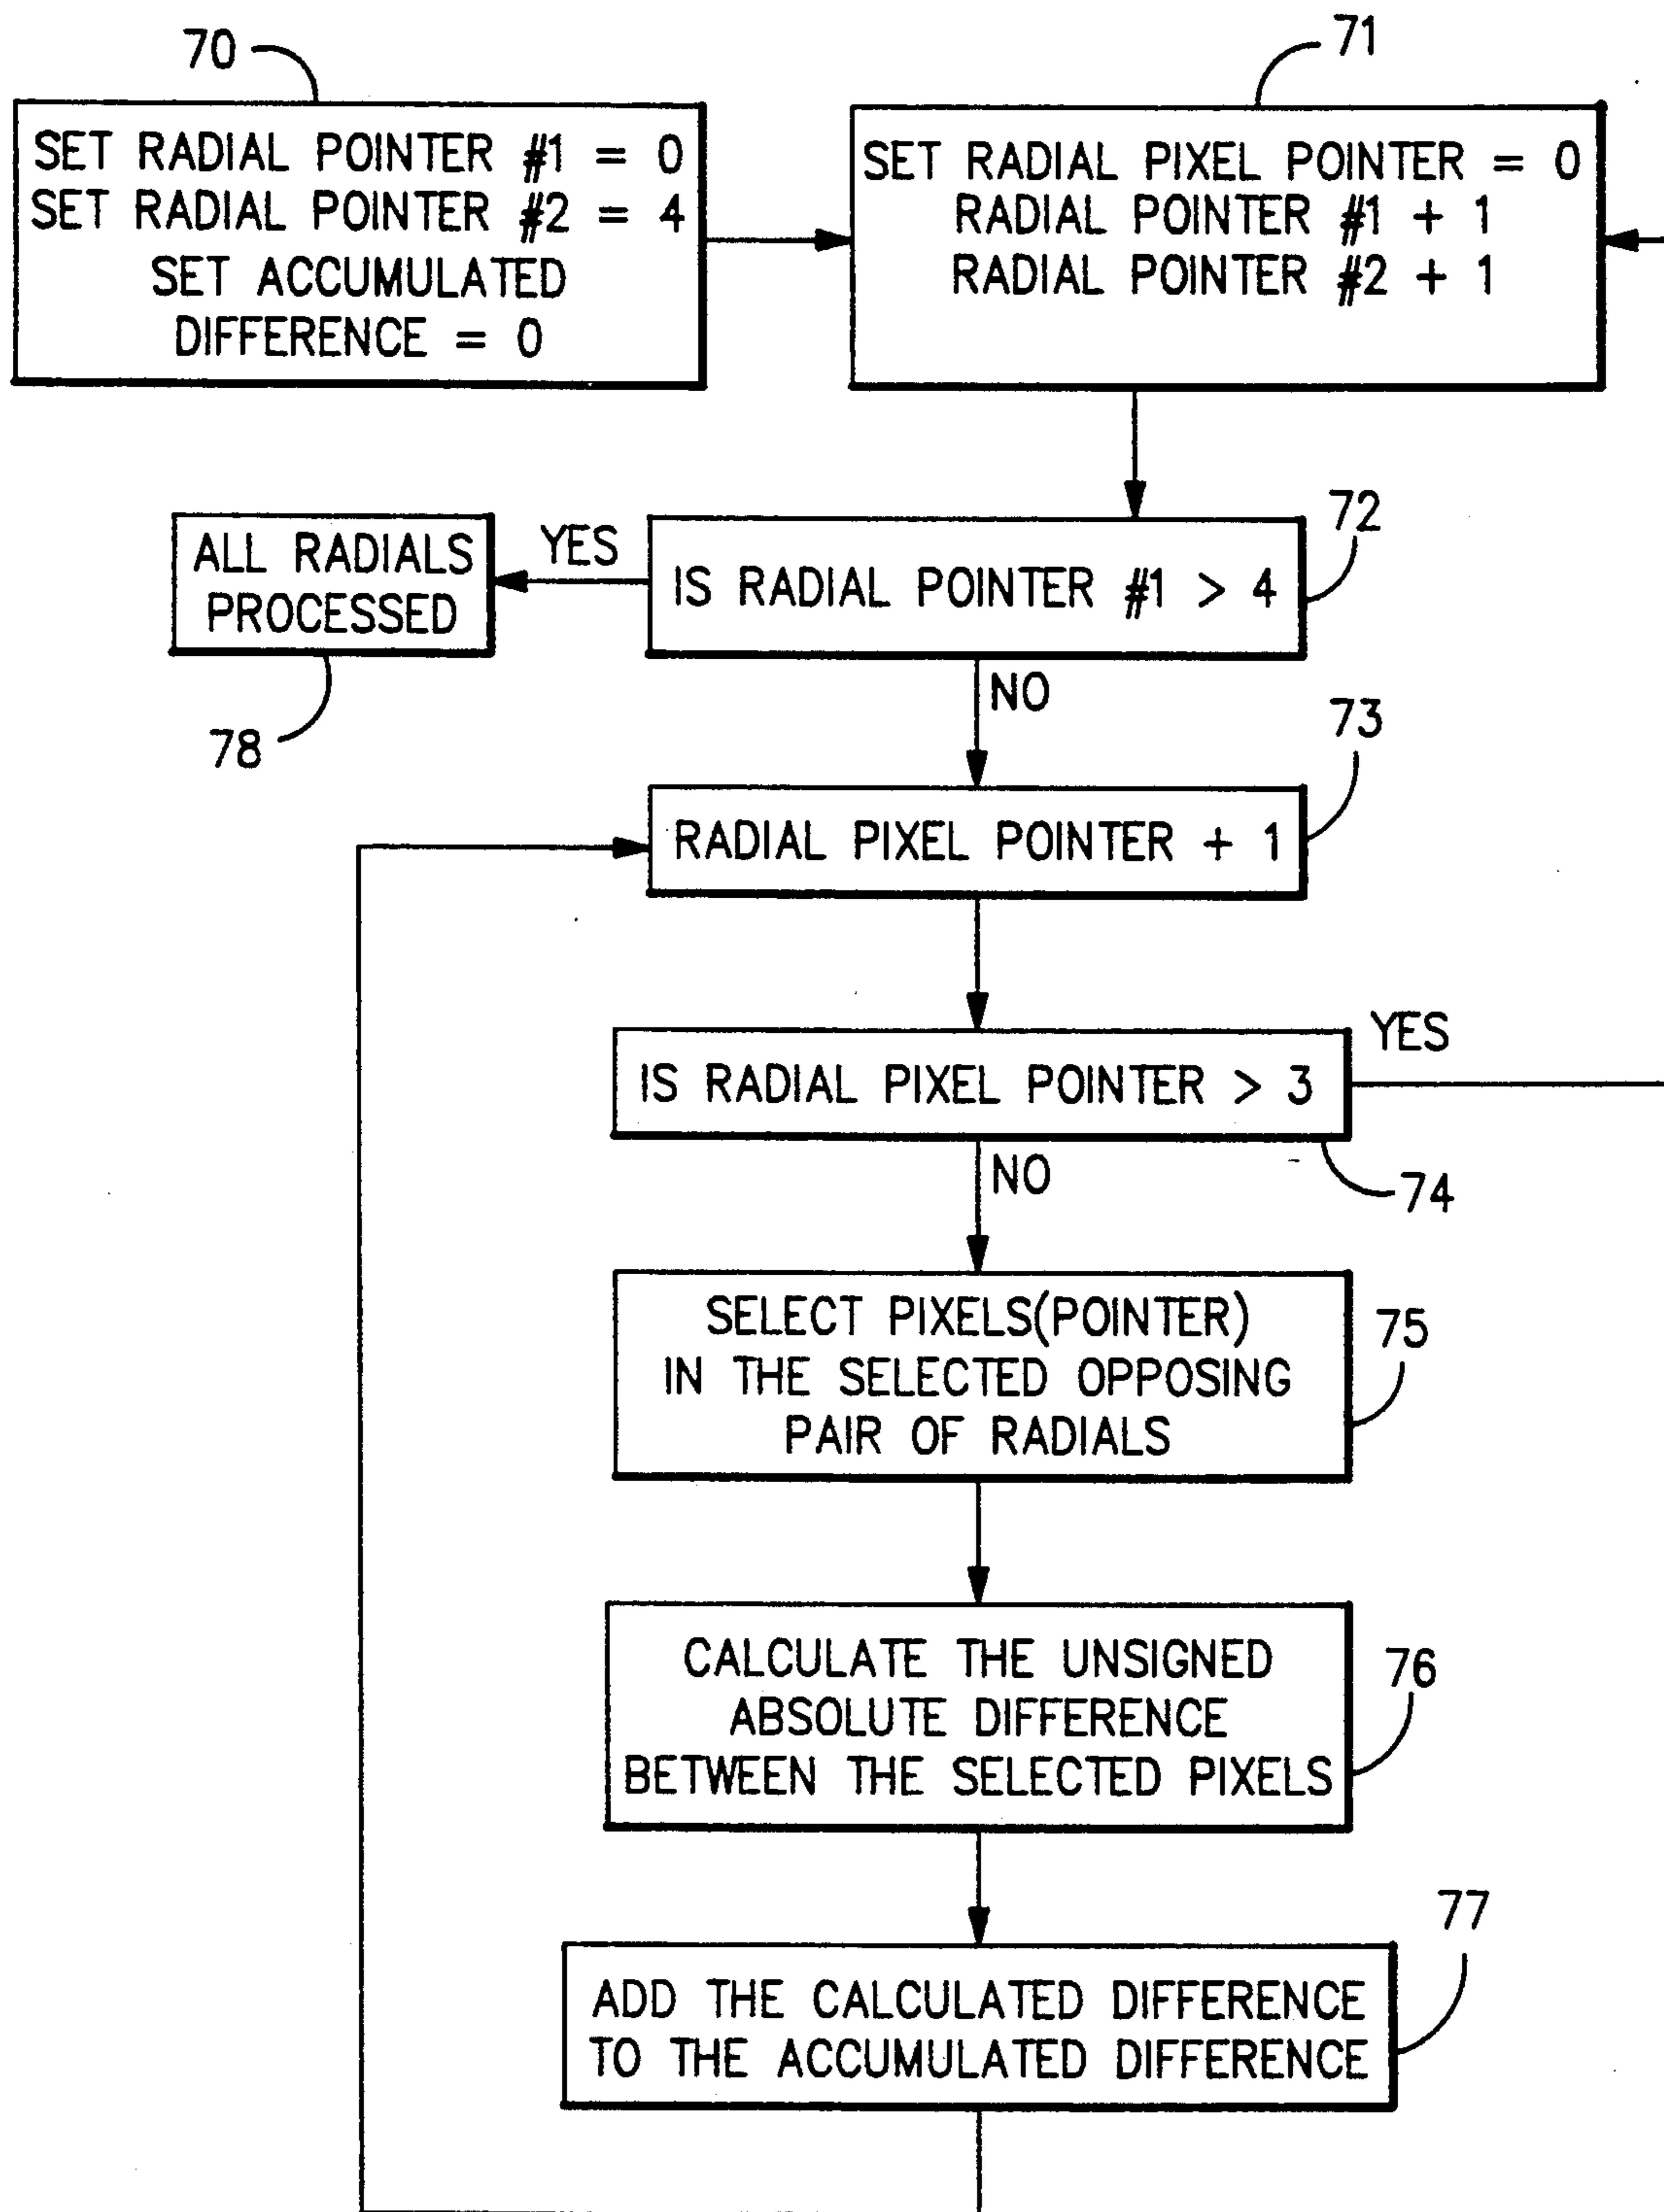 70
SET RADIAL POINTER #1 = 0
SET RADIAL POINTER #2 = 4
SET ACCUMULATED
DIFFERENCE = 0
71
SET RADIAL PIXEL POINTER = 0
RADIAL POINTER #1 + 1
RADIAL POINTER #2 + 1
72
IS RADIAL POINTER #1 > 4
YES
ALL RADIALS
PROCESSED
78
NO
73
RADIAL PIXEL POINTER + 1
IS RADIAL PIXEL POINTER > 3
YES
74
NO
SELECT PIXELS(POINTER)
IN THE SELECTED OPPOSING
PAIR OF RADIALS
75
CALCULATE THE UNSIGNED
ABSOLUTE DIFFERENCE
BETWEEN THE SELECTED PIXELS
76
77
ADD THE CALCULATED DIFFERENCE
TO THE ACCUMULATED DIFFERENCE